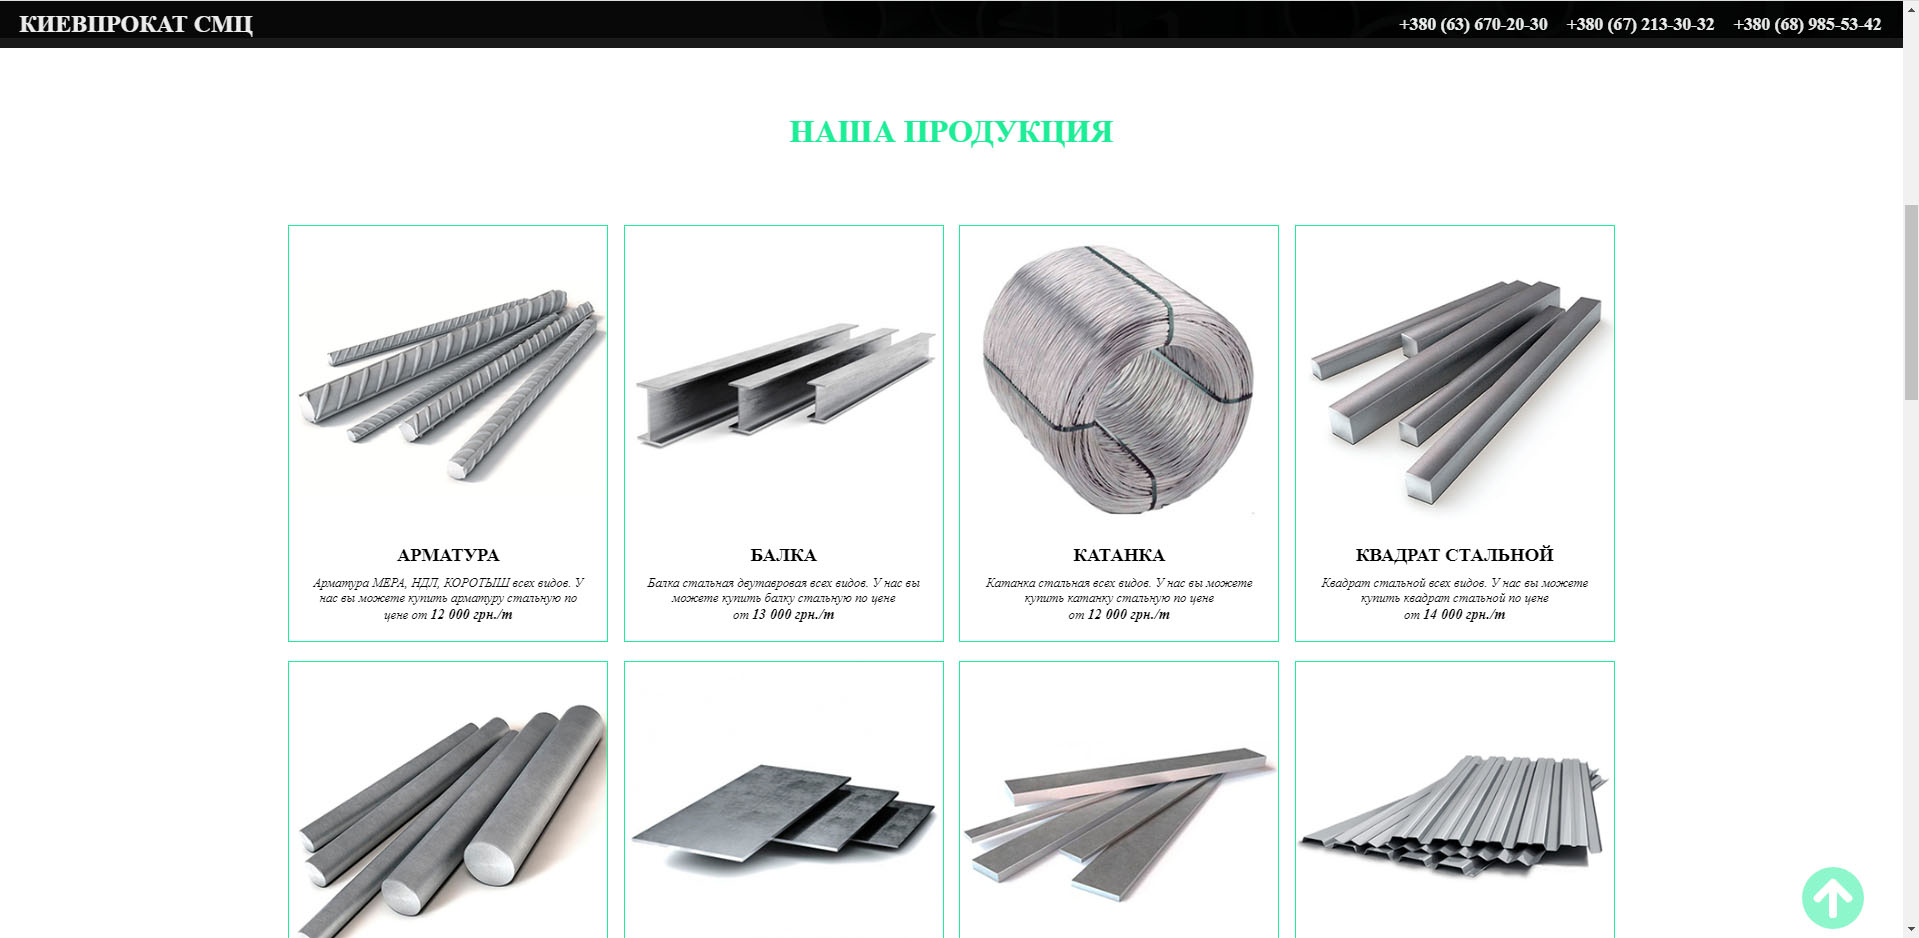 КИЕВПРОКАТ СМЦ
+380 (63) 670-20-30 +380 (67) 213-30-32 +380 (68) 985-53-42
НАША ПРОДУКЦИЯ
АРМАТУРА
Арматура МЕРА, НДЛ, КОРОТЫШ всех видов. У
нас вы можете купить арматуру стальную по
цене от 12 000 грн./т
БАЛКА
Балка стальная двутавровая всех видов. У нас вы
можете купить балку стальную по цене
от 13 000 грн./т
КАТАНКА
Катанка стальная всех видов. У нас вы можете
купить катанку стальную по цене
от 12 000 грн./т
КВАДРАТ СТАЛЬНОЙ
Квадрат стальной всех видов. У нас вы можете
купить квадрат стальной по цене
от 14 000 грн./т